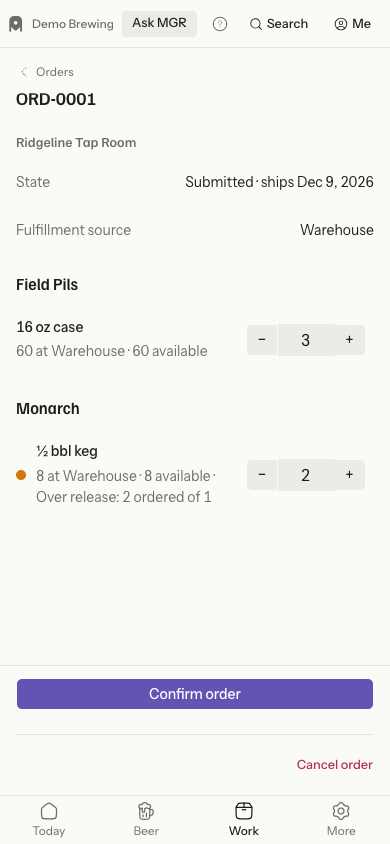 Demo Brewing
Ask MGR
?
Search
Me
Orders
ORD-0001
Ridgeline Tap Room
State
Submitted · ships Dec 9, 2026
Fulfillment source
Warehouse
Field Pils
16 oz case
60 at Warehouse · 60 available
− 3 +
Monarch
½ bbl keg
8 at Warehouse · 8 available ·
Over release: 2 ordered of 1
− 2 +
Confirm order
Cancel order
Today
Beer
Work
More